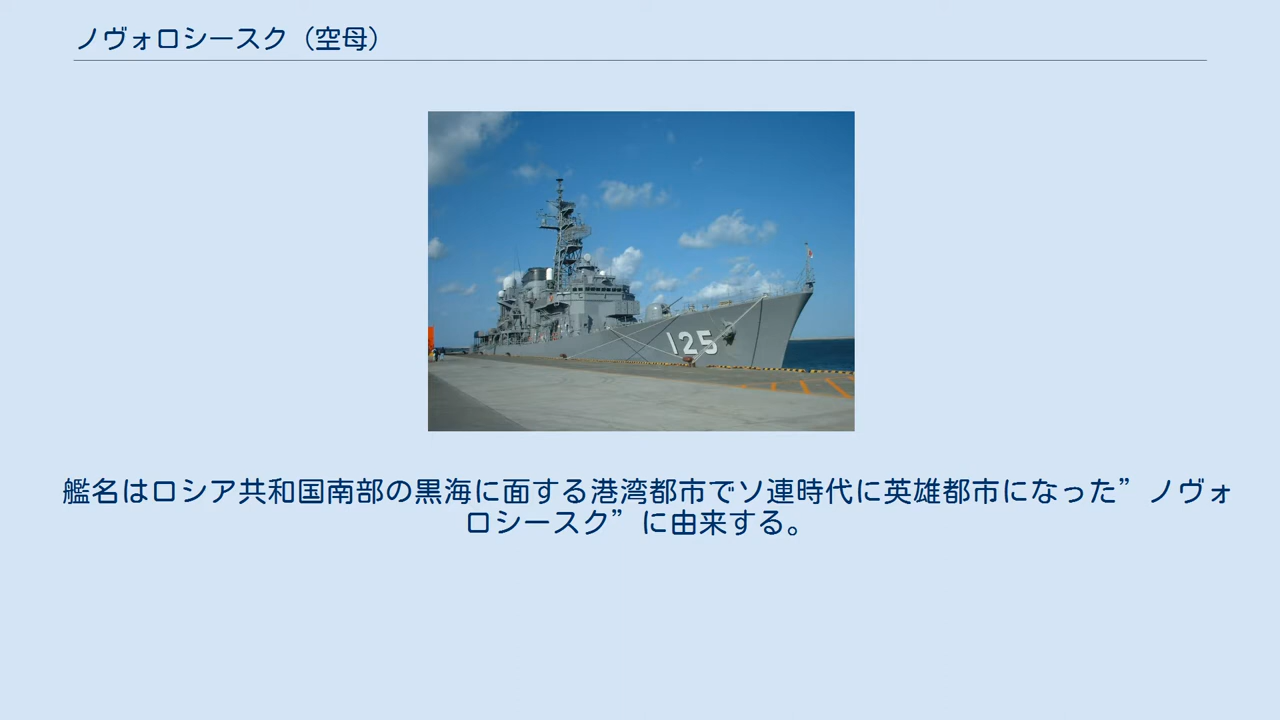 ノヴォロシースク（空母）
125
艦名はロシア共和国南部の黒海に面する港湾都市でソ連時代に英雄都市になった”ノヴォ
ロシースク”に由来する。